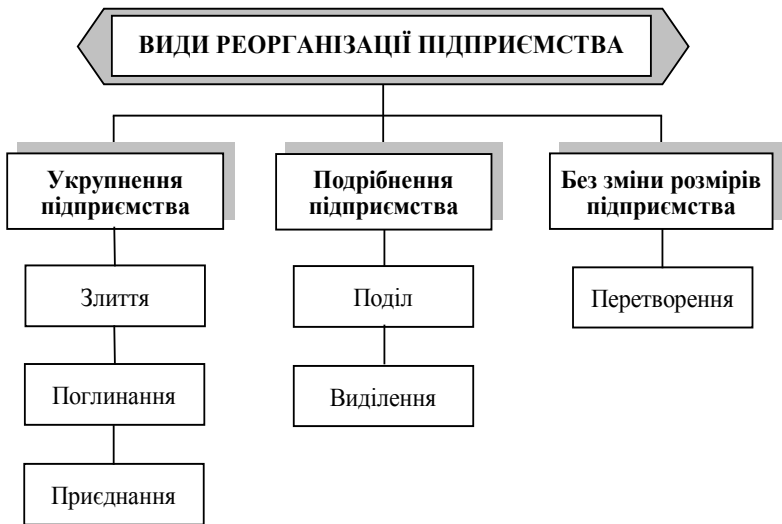 ВИДИ РЕОРГАНІЗАЦІЇ ПІДПРИЄМСТВА
Укрупнення
підприємства
Подрібнення
підприємства
Без зміни розмірів
підприємства
Злиття
Поділ
Перетворення
Поглинання
Виділення
Приєднання